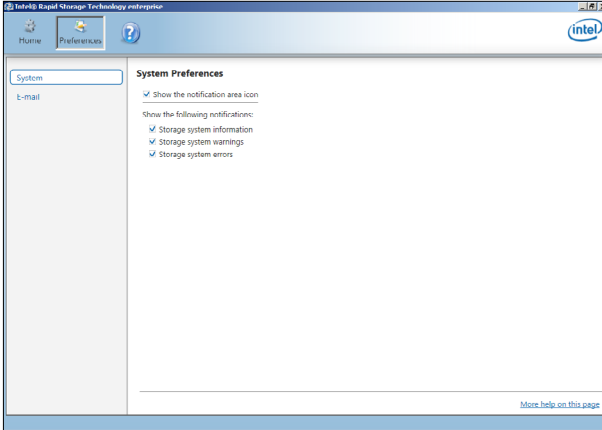 Intel® Rapid Storage Technology enterprise
Home
Preferences
?
intel
System
E-mail
System Preferences
Show the notification area icon
Show the following notifications:
Storage system information
Storage system warnings
Storage system errors
More help on this page